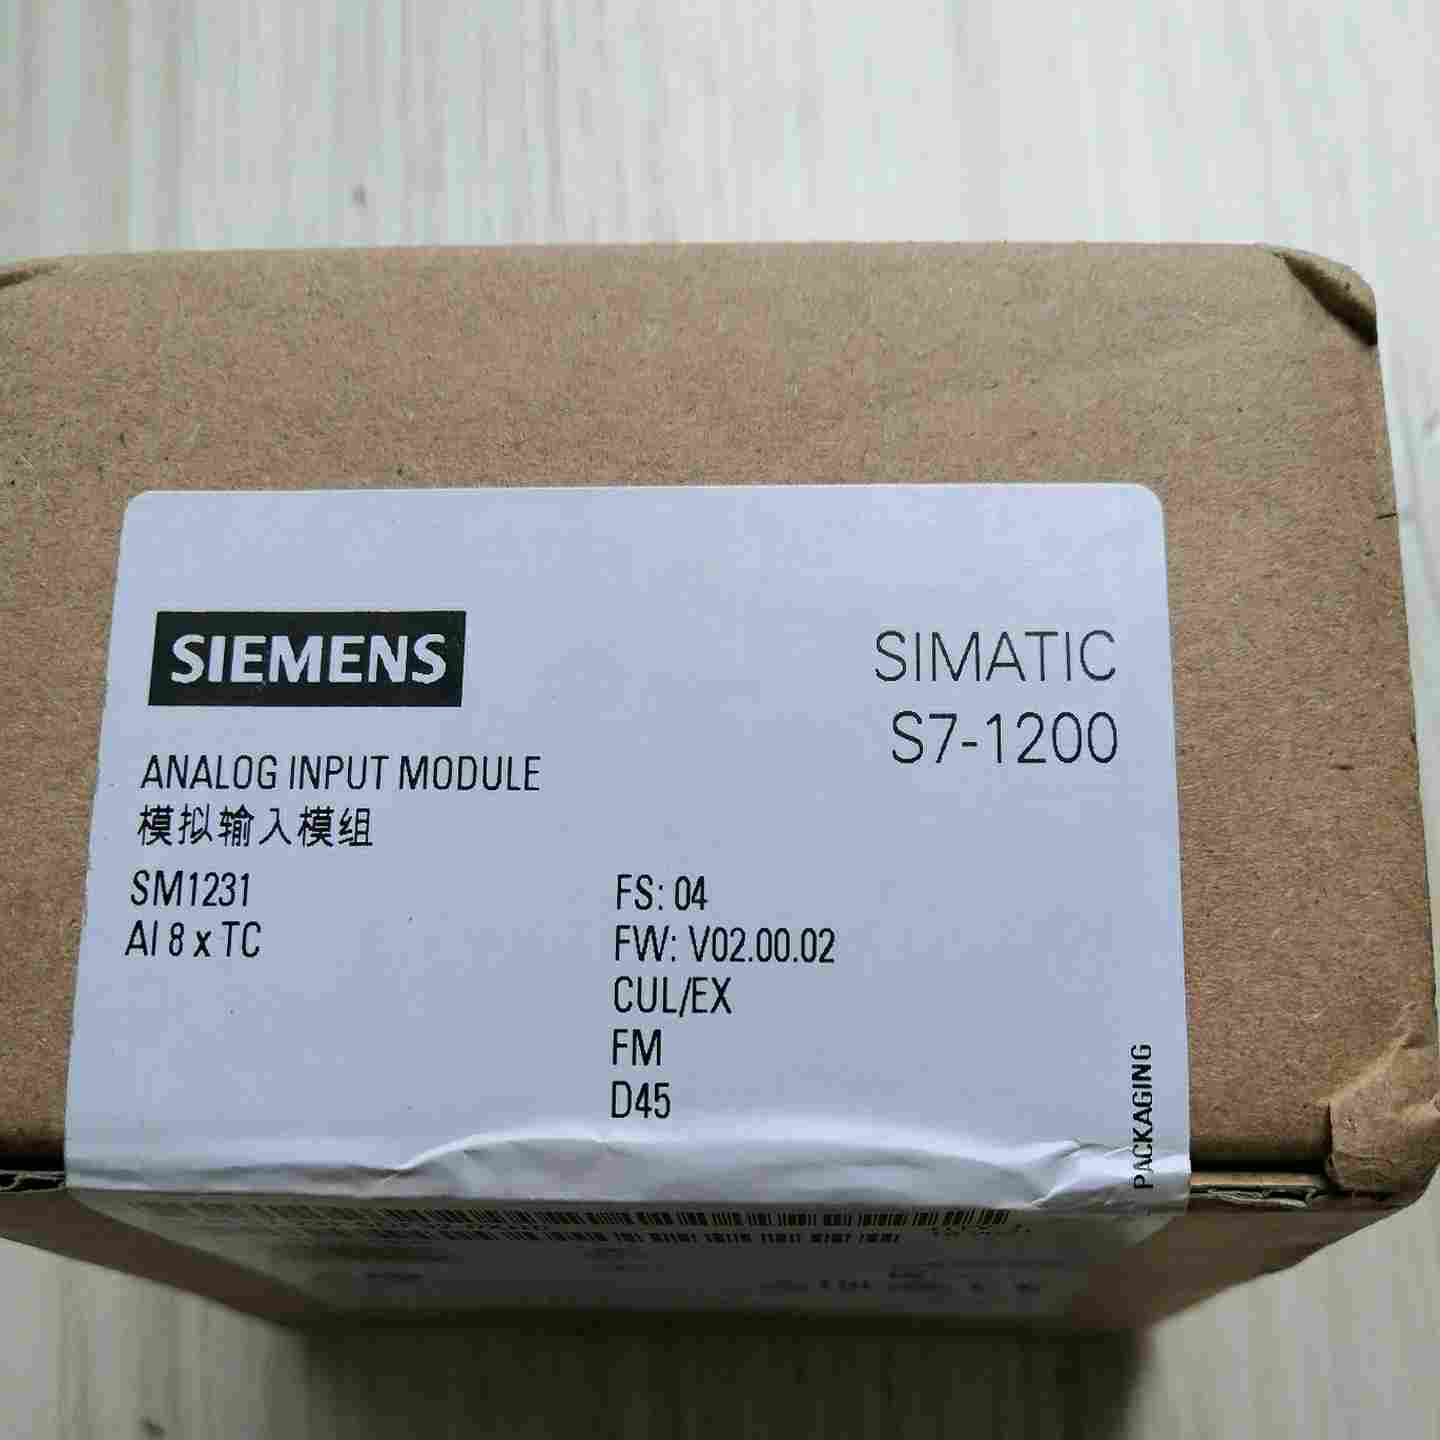 SIEMENS
SIMATIC
S7-1200
ANALOG INPUT MODULE
模拟输入模组
SM1231
AI 8 x TC
FS: 04
FW: V02.00.02
CUL/EX
FM
D45
PACKAGING